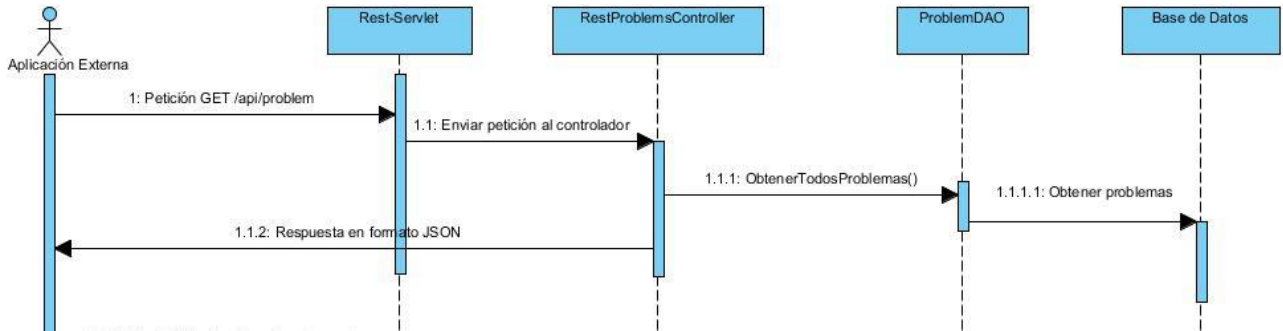 Rest-Servlet
RestProblemsController
ProblemDAO
Base de Datos
Aplicación Externa
1: Petición GET /api/problem
1.1: Enviar petición al controlador
1.1.1: ObtenerTodosProblemas()
1.1.1.1: Obtener problemas
1.1.2: Respuesta en formato JSON